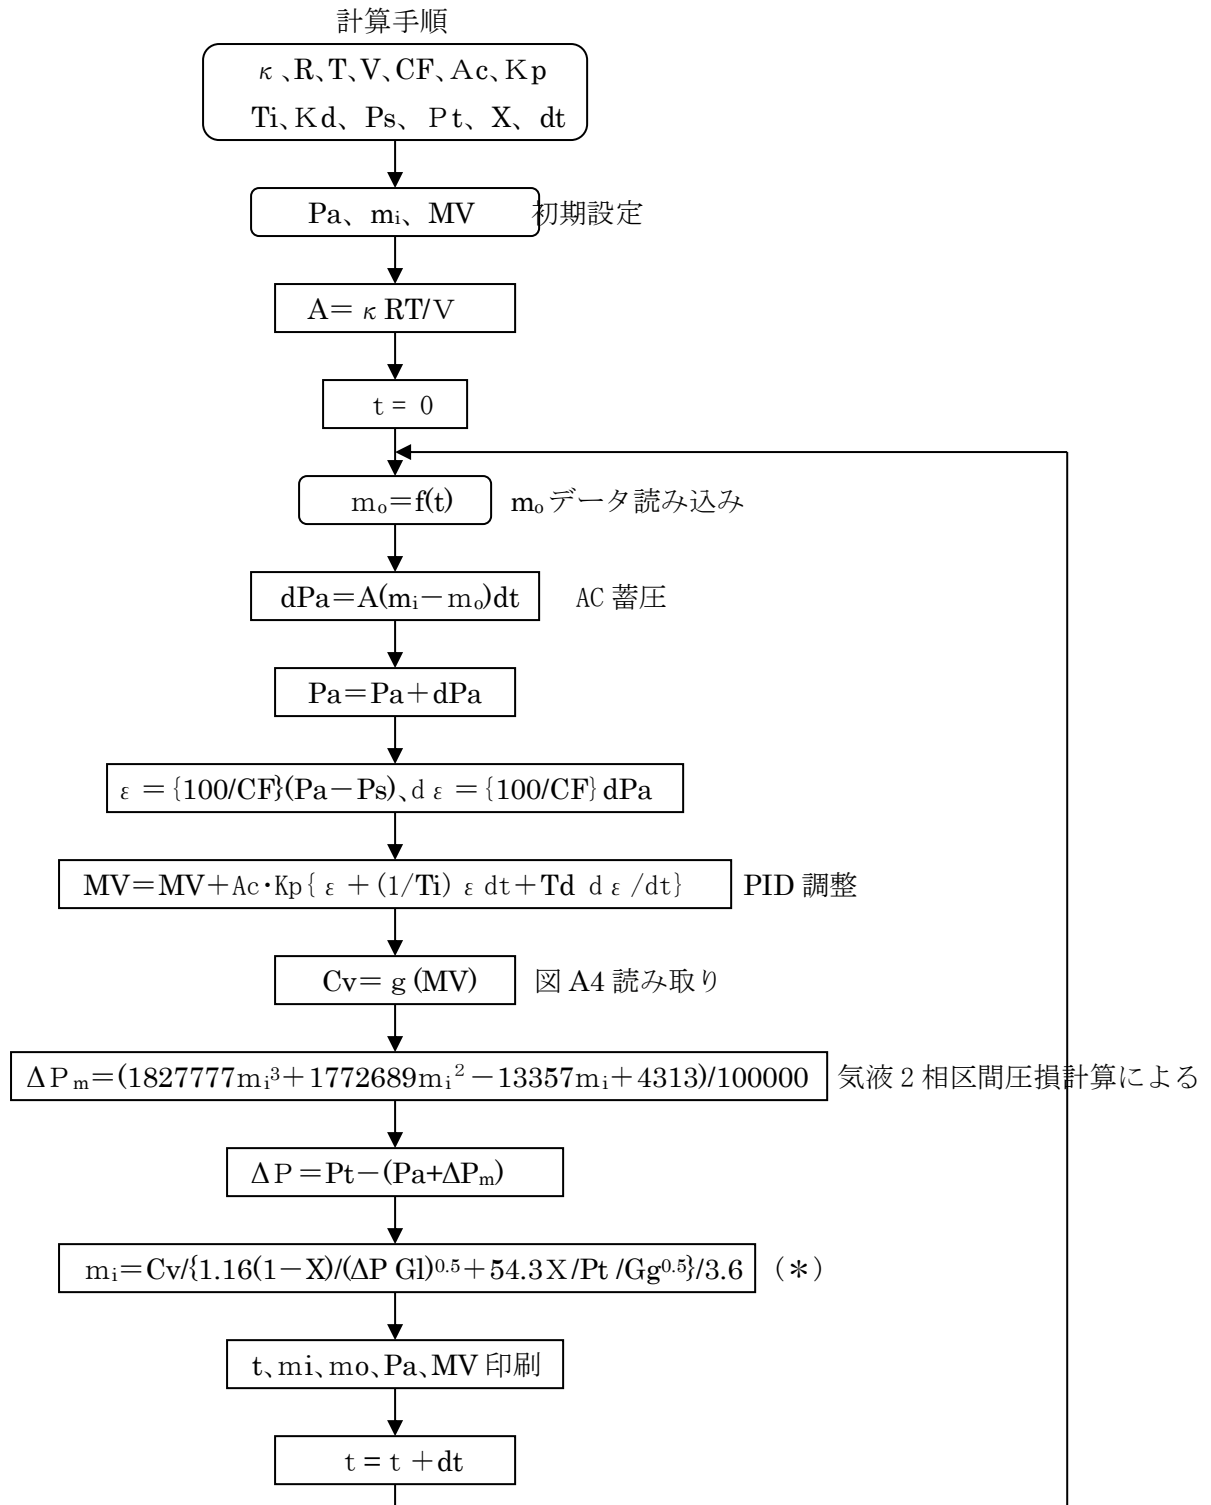 計算手順
κ、R、T、V、CF、Ac、Kp
Ti、Kd、Ps、Pt、X、dt
Pa、mi、MV 初期設定
A＝κRT/V
t = 0
mo＝f(t) moデータ読み込み
dPa＝A(mi－mo)dt AC 蓄圧
Pa＝Pa＋dPa
ε＝{100/CF}(Pa－Ps)、dε＝{100/CF}dPa
MV＝MV＋Ac・Kp{ε＋(1/Ti)εdt＋Td dε/dt} PID 調整
Cv＝g(MV) 図 A4 読み取り
ΔPm＝(1827777mi³＋1772689mi²－13357mi＋4313)/100000 気液 2 相区間圧損計算による
ΔP＝Pt－(Pa+ΔPm)
mi＝Cv/{1.16(1－X)/(ΔP Gl)^0.5＋54.3X/Pt /Gg^0.5}/3.6 (＊)
t、mi、mo、Pa、MV 印刷
t = t ＋dt